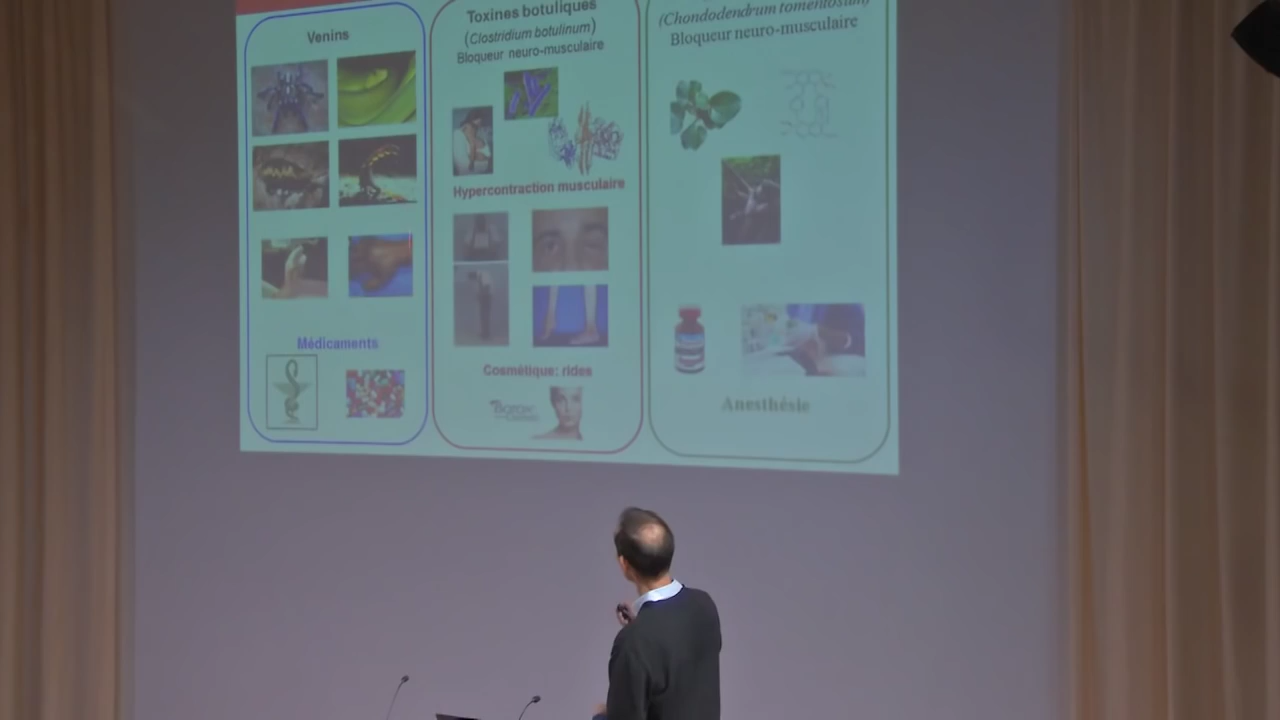 Venins
Médicaments
Toxines botuliques
(Clostridium botulinum)
Bloqueur neuro-musculaire
Hypercontraction musculaire
Cosmétique: rides
(Chondodendrum tomentosum)
Bloqueur neuro-musculaire
Anesthésie